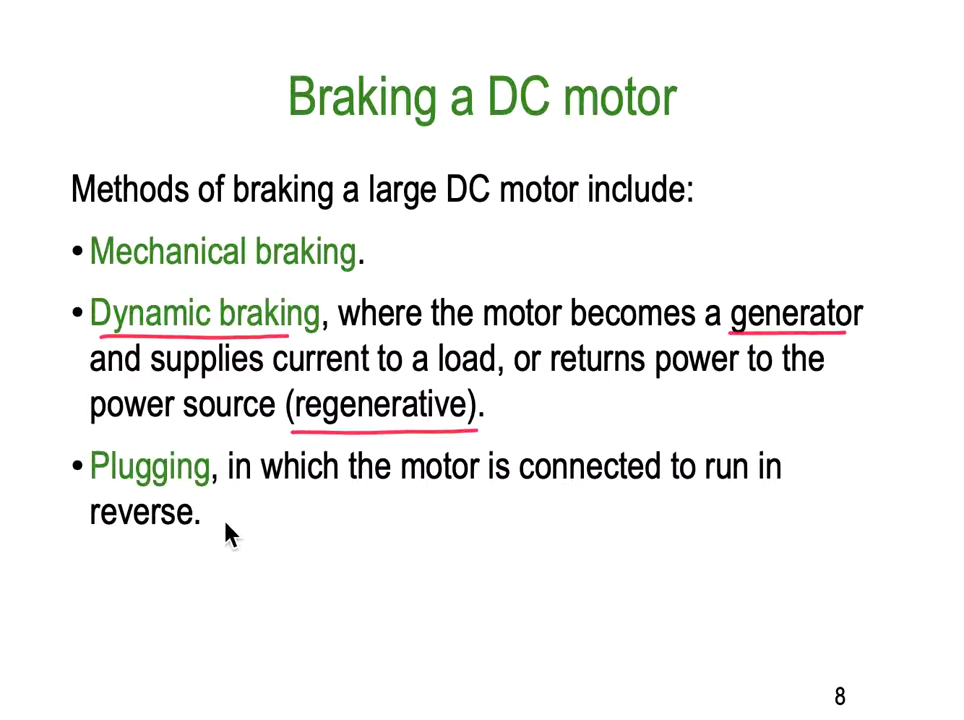 Braking a DC motor
Methods of braking a large DC motor include:
• Mechanical braking.
• Dynamic braking, where the motor becomes a generator
and supplies current to a load, or returns power to the
power source (regenerative).
• Plugging, in which the motor is connected to run in
reverse.
8